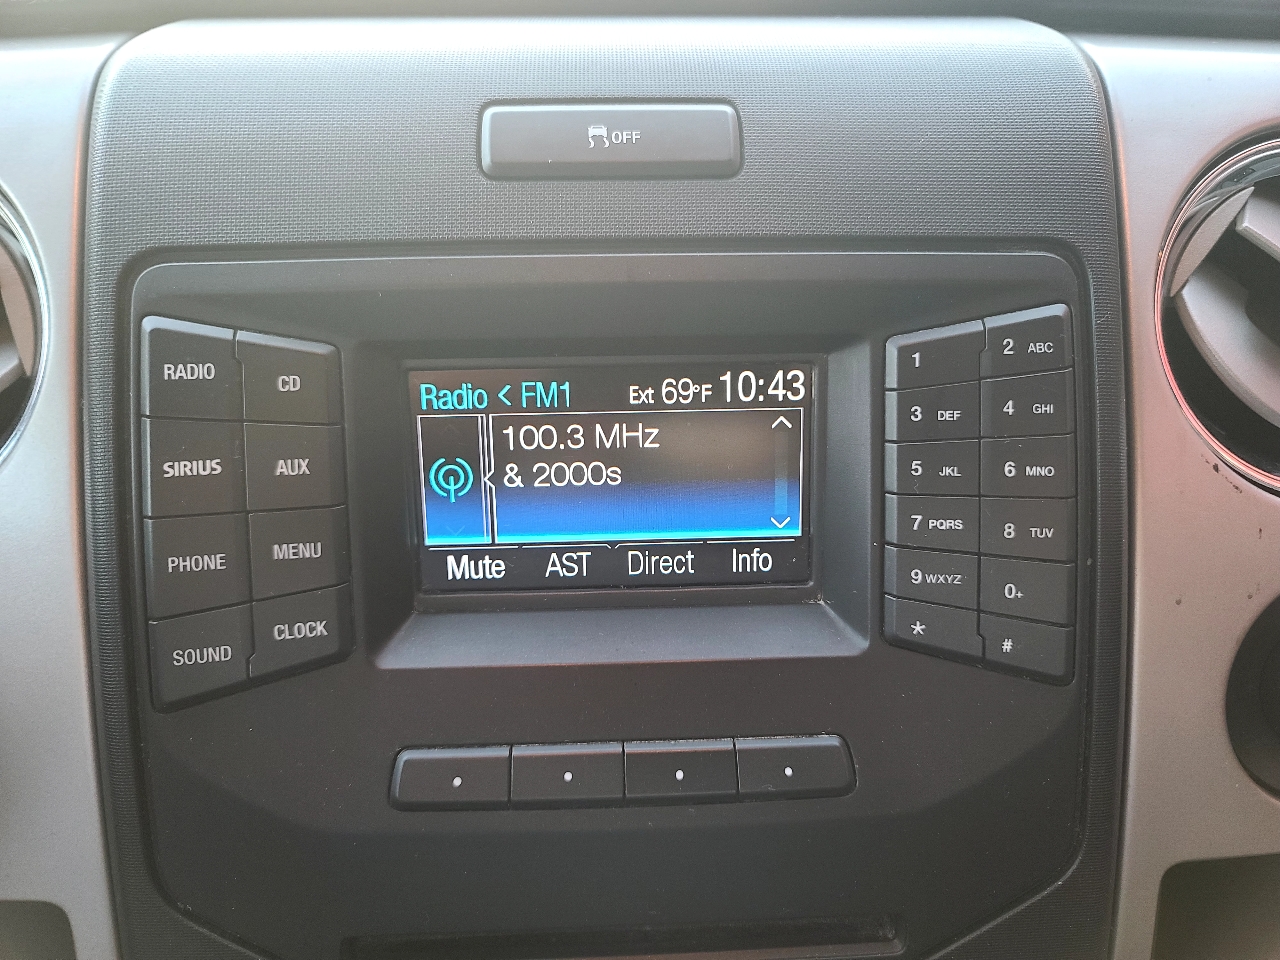 OFF
Radio < FM1 Ext 69°F 10:43
100.3 MHz
& 2000s
Mute AST Direct Info
RADIO CD
SIRIUS AUX
PHONE MENU
SOUND CLOCK
1 2 ABC
3 DEF 4 GHI
5 JKL 6 MNO
7 PQRS 8 TUV
9 WXYZ 0+
* #